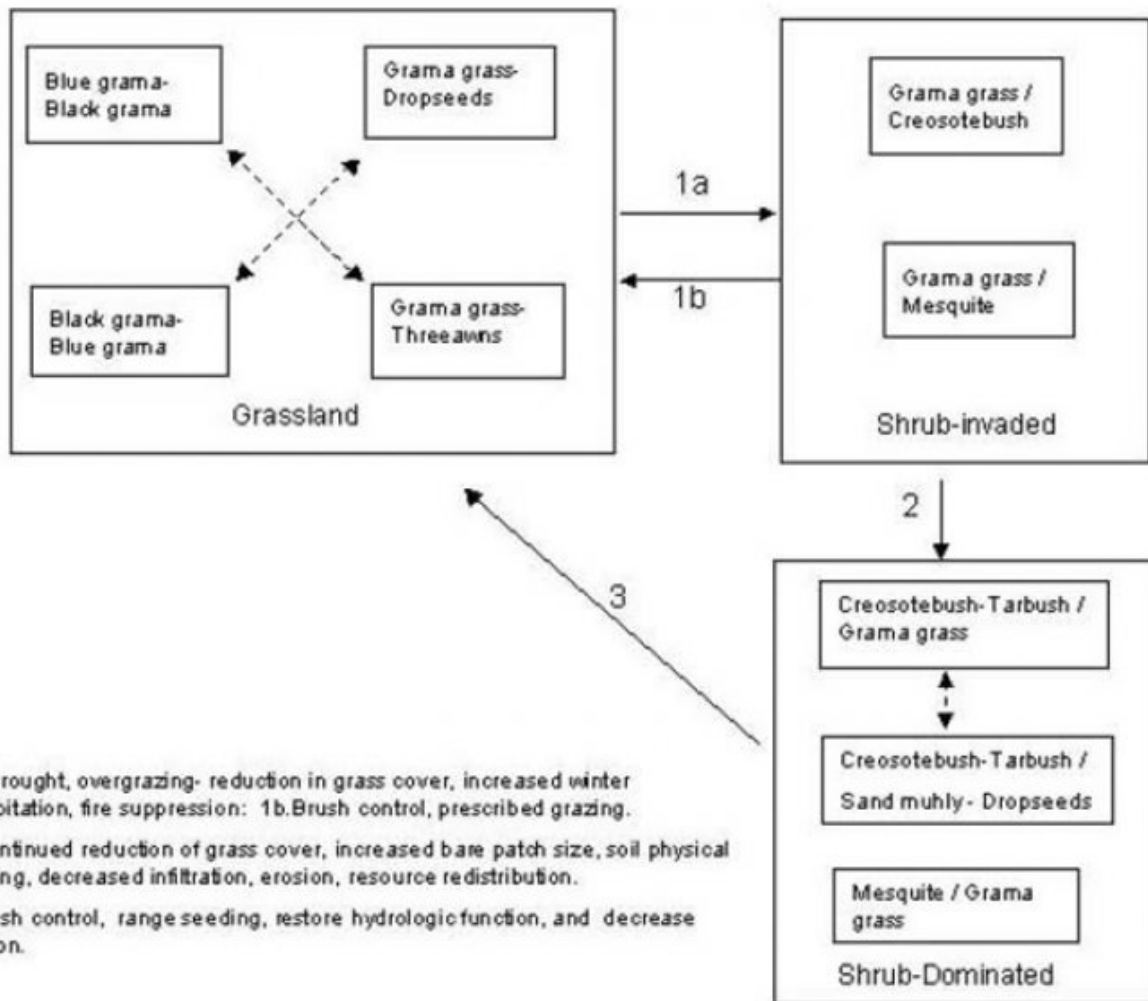 Blue grama-
Black grama
Grama grass-
Dropseeds
Black grama-
Blue grama
Grama grass-
Threeawns
Grassland
1a
1b
Grama grass /
Creosotebush
Grama grass /
Mesquite
Shrub-invaded
2
3
Creosotebush-Tarbush /
Grama grass
Creosotebush-Tarbush /
Sand muhly - Dropseeds
Mesquite / Grama
grass
Shrub-Dominated
rought, overgrazing- reduction in grass cover, increased winter
pitation, fire suppression: 1b.Brush control, prescribed grazing.
ntinued reduction of grass cover, increased bare patch size, soil physical
ng, decreased infiltration, erosion, resource redistribution.
sh control, range seeding, restore hydrologic function, and decrease
on.